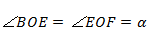 ∠BOE = ∠EOF = α